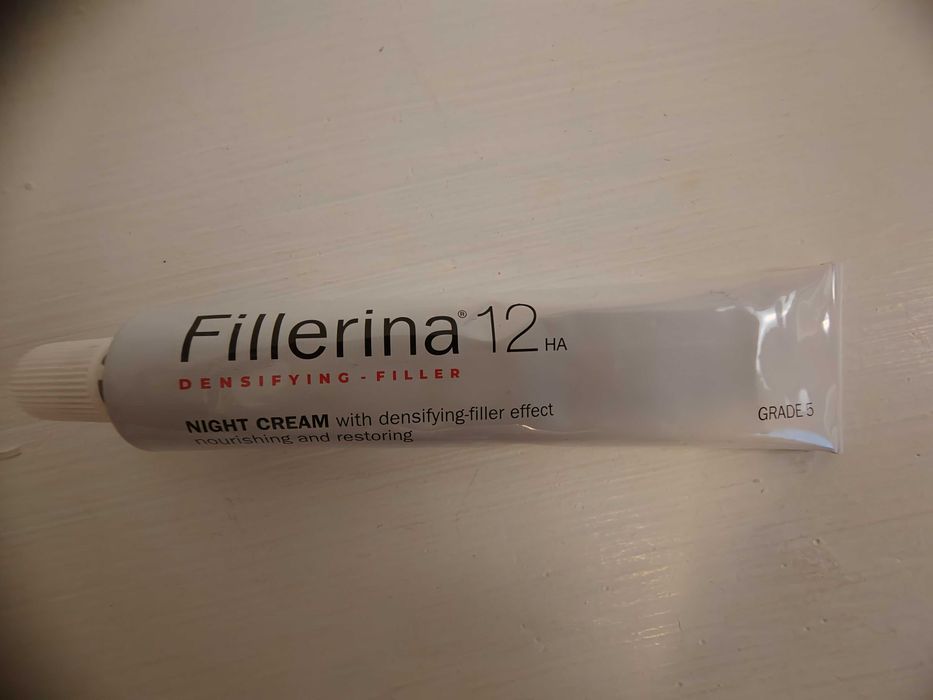 Fillerina® 12 HA
DENSIFYING-FILLER
NIGHT CREAM with densifying-filler effect
nourishing and restoring
GRADE 5